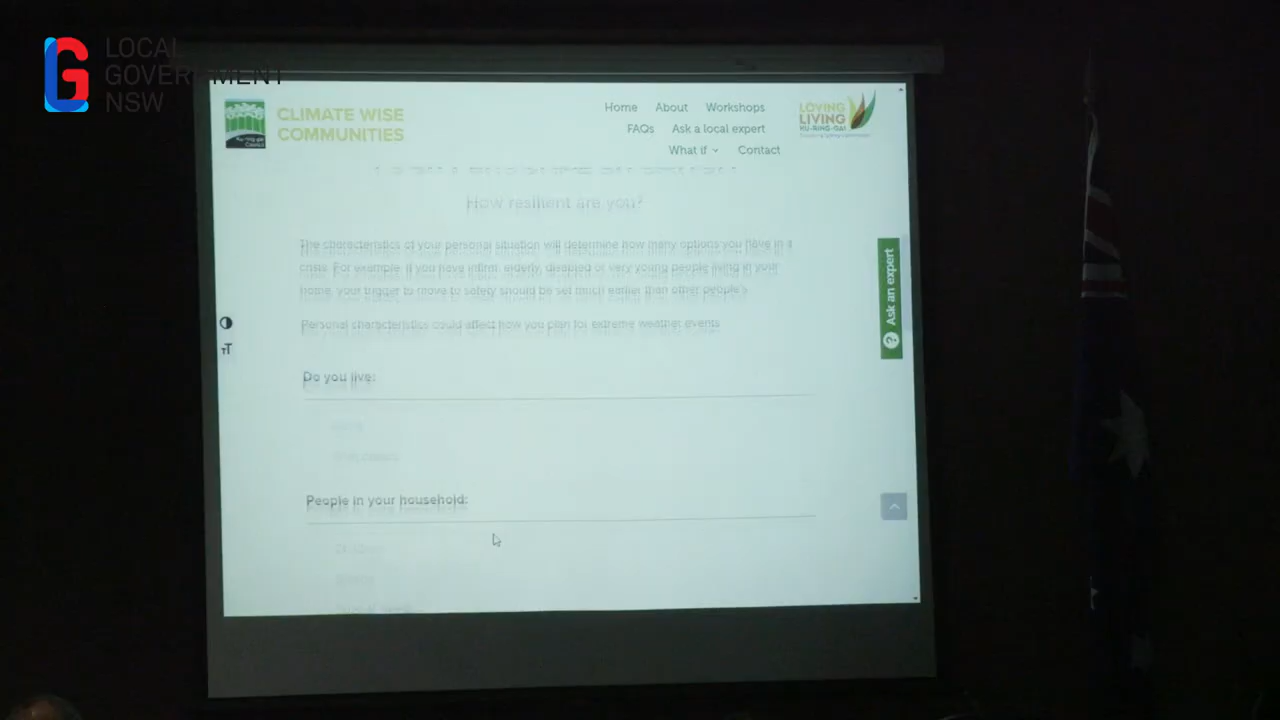 LOCAL
GOVERNMENT
NSW
CLIMATE WISE
COMMUNITIES
Home About Workshops
FAQs Ask a local expert
What if Contact
LOVING
LIVING
KU-RING-GAI
How resilient are you?
The characteristics of your personal situation will determine how many options you have in a
crisis. For example, if you have infirm, elderly, disabled or very young people living in your
home, your trigger to move to safety should be set much earlier than other people's
Personal characteristics could affect how you plan for extreme weather events
Ask an expert
Do you live:
People in your household: